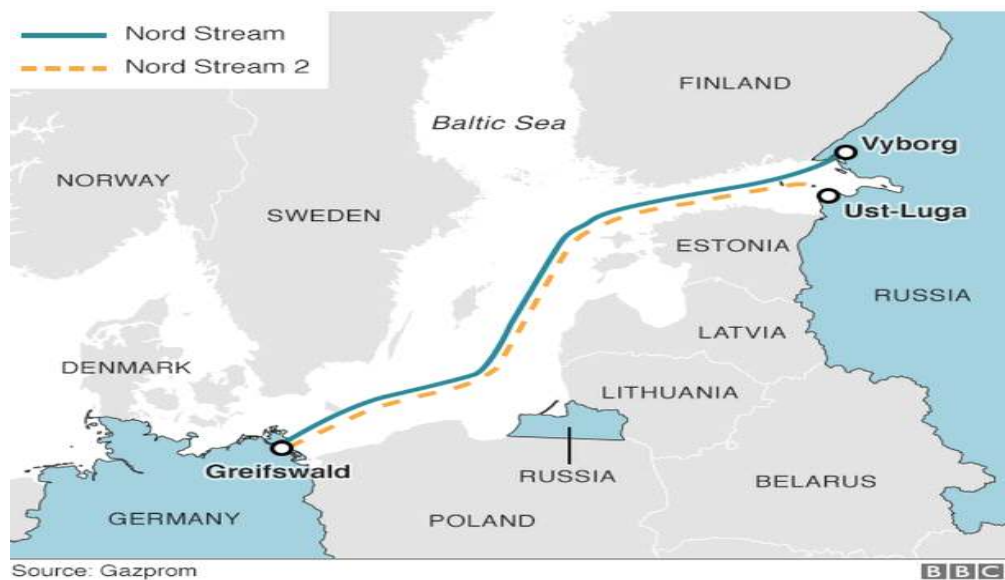 Nord Stream
Nord Stream 2
FINLAND
Baltic Sea
Vyborg
NORWAY
SWEDEN
Ust-Luga
ESTONIA
RUSSIA
LATVIA
DENMARK
LITHUANIA
Greifswald
RUSSIA
BELARUS
GERMANY
POLAND
Source: Gazprom
BBC